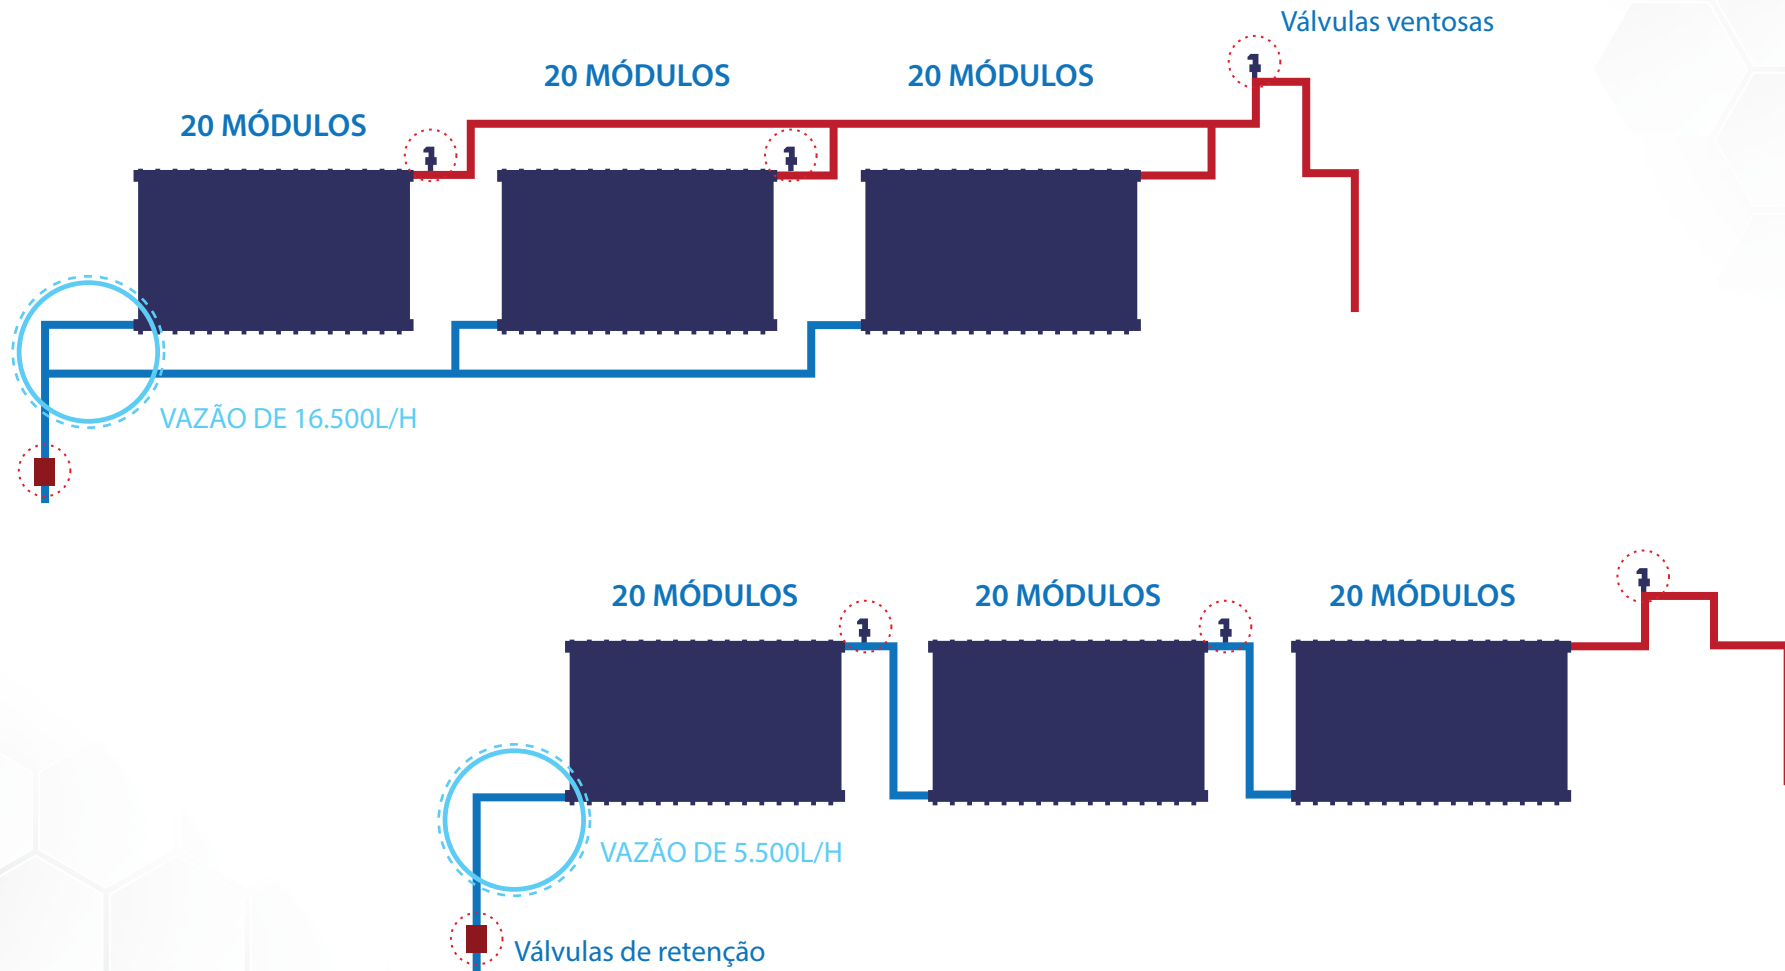 Válvulas ventosas
20 MÓDULOS
20 MÓDULOS
20 MÓDULOS
VAZÃO DE 16.500L/H
20 MÓDULOS
20 MÓDULOS
20 MÓDULOS
VAZÃO DE 5.500L/H
Válvulas de retenção